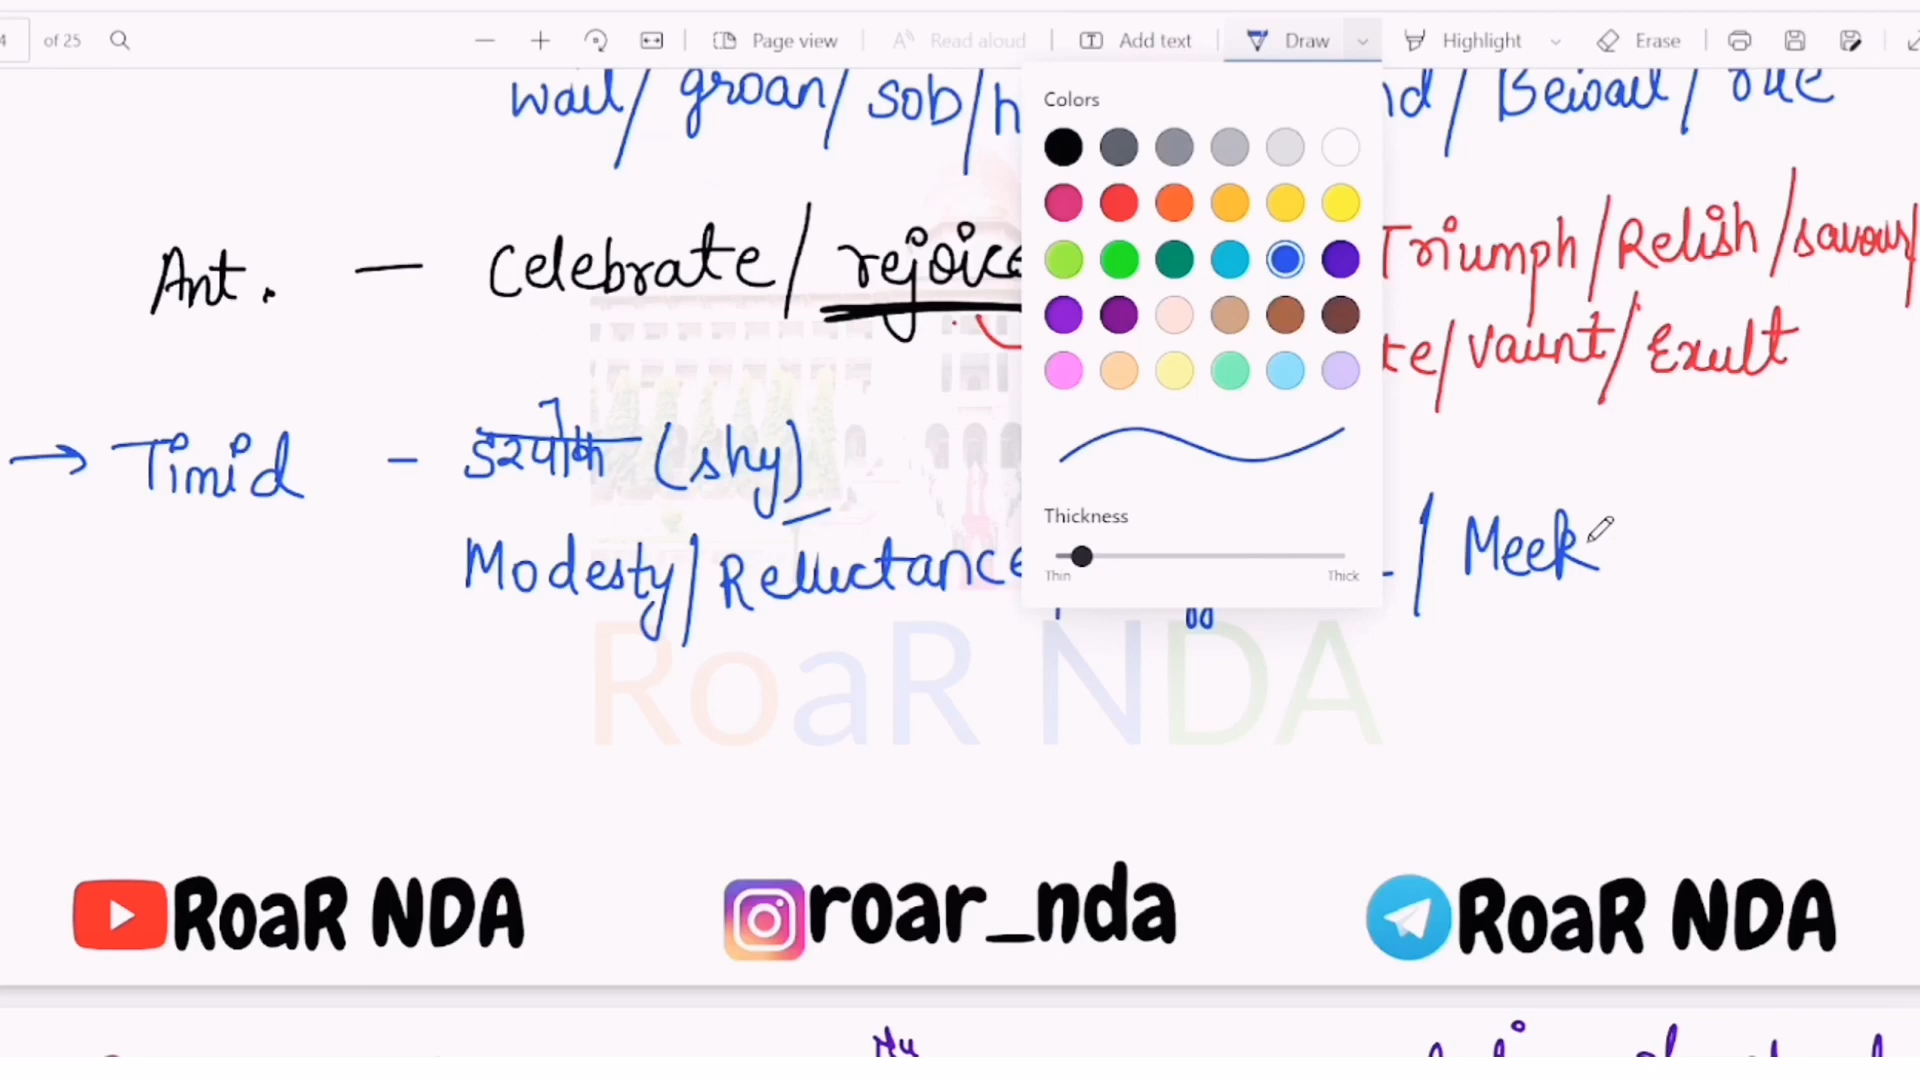 4 of 25 Page view Read aloud Add text Draw Highlight Erase
wail/ groan/ sob/ Bewail/ rue
Colors
Ant. — Celebrate/ rejoice Triumph/Relish/savour/
Vaunt/Exult
→ Timid - डरपोक (shy)
Modesty/Relluctance / Meek
Thickness
Thin Thick
RoaR NDA
RoaR NDA roar_nda RoaR NDA